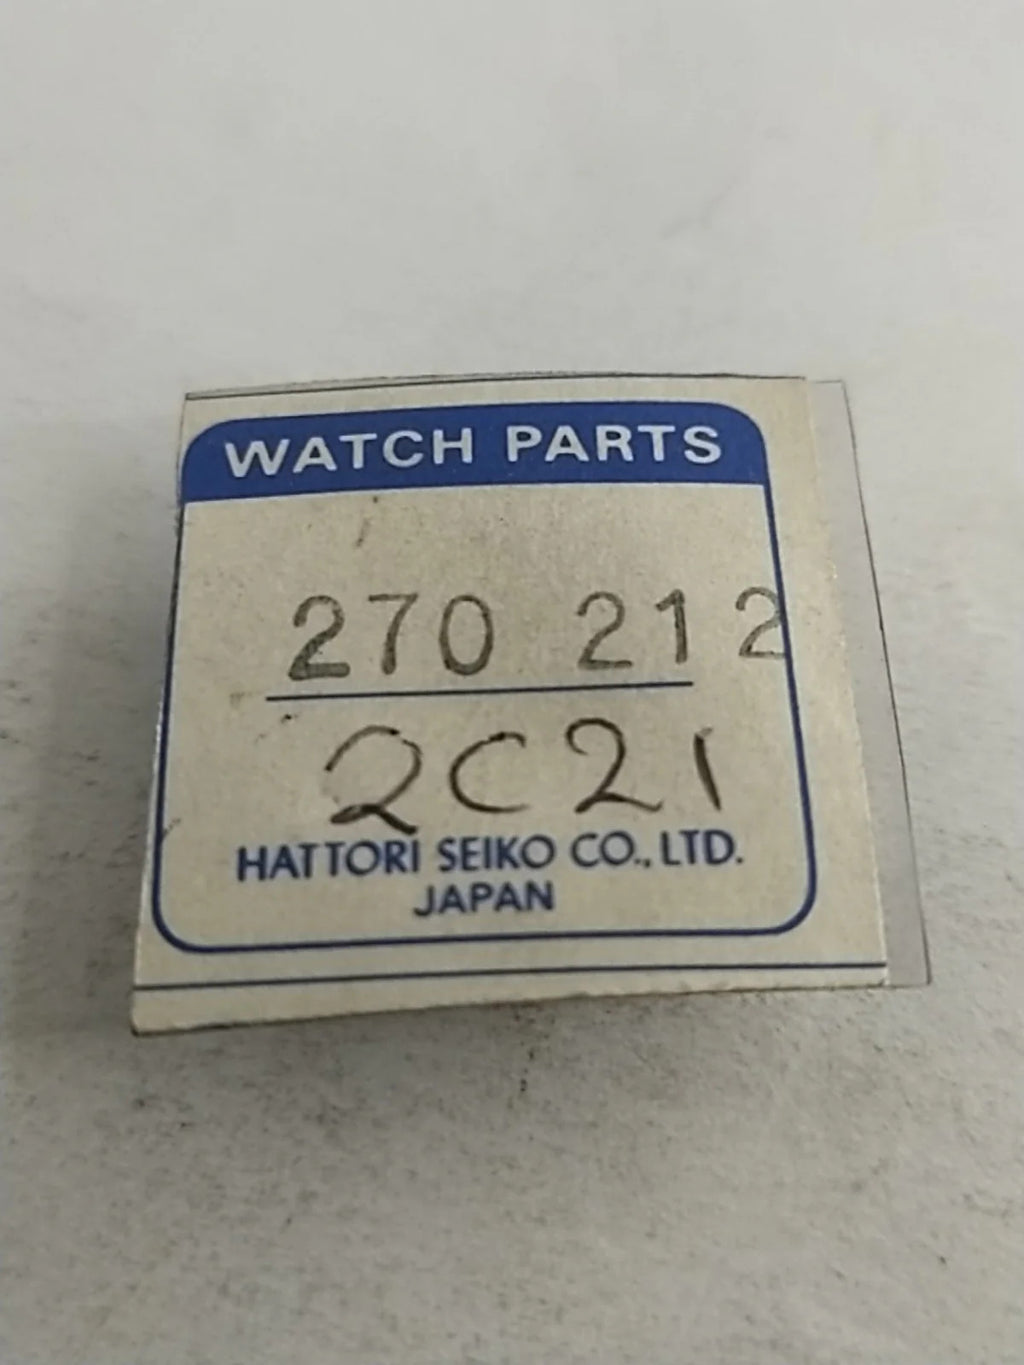 WATCH PARTS
270 212
2C21
HATTORI SEIKO CO., LTD.
JAPAN